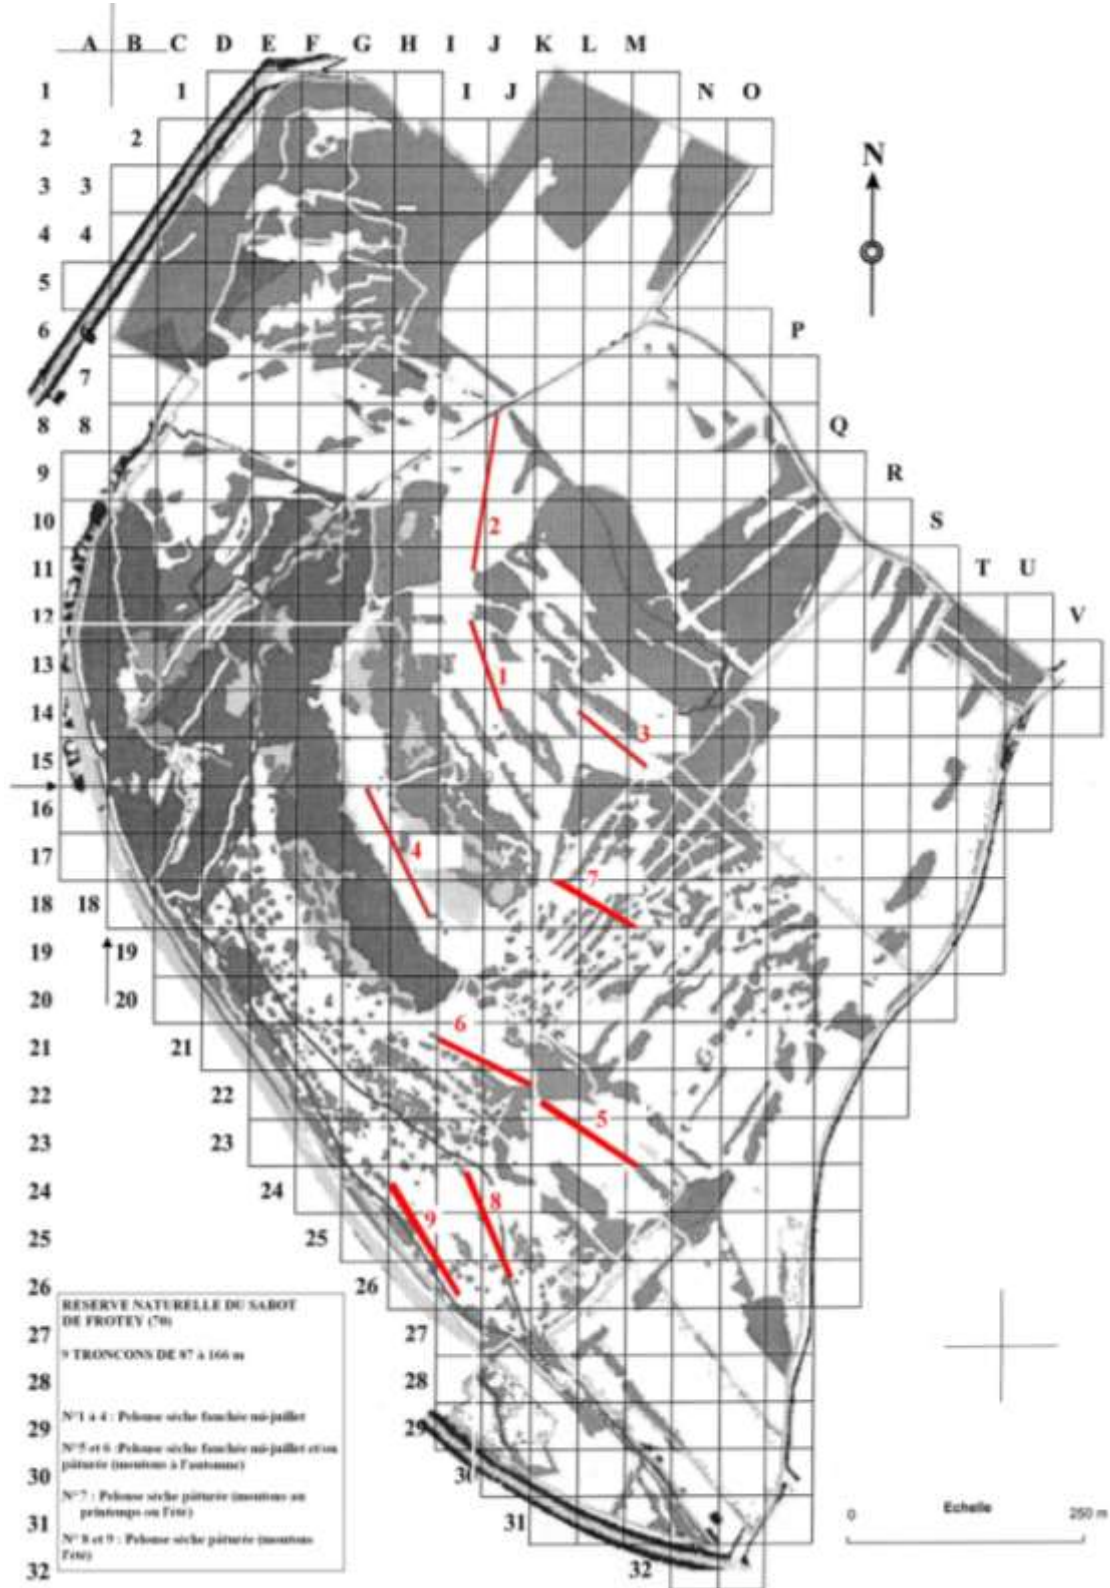 A B C D E F G H I J K L M
1 1 I J N O
2 2
N
3 3
4 4
5
6 P
7 7
8 8 Q
9 R
10 S
2
11 T U
12 V
13
1
14
3
15
16
17
4
7
18 18
19 19
20 20
6
21 21
22 22
5
23 23
24 24
8
9
25 25
26 26
RESERVE NATURELLE DU SABOT
DE FROTEY (70)
9 TRONCONS DE 87 à 166 m
N°1 à 4 : Pelouse sèche fauchée mi-juillet
N°5 et 6 :Pelouse sèche fauchée mi-juillet et/ou
pâturée (moutons à l'automne)
N°7 : Pelouse sèche pâturée (moutons au
printemps ou l'été)
N° 8 et 9 : Pelouse sèche pâturée (moutons
l'été)
27 27
28 28
29 29
30 30
31 31
32 32
Echelle
0 250 m